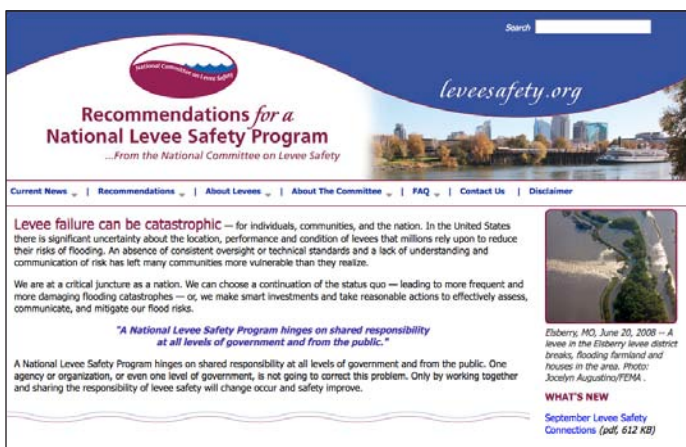 Search
National Committee on Levee Safety
leveesafety.org
Recommendations for a
National Levee Safety Program
...From the National Committee on Levee Safety
Current News | Recommendations | About Levees | About The Committee | FAQ | Contact Us | Disclaimer
Levee failure can be catastrophic — for individuals, communities, and the nation. In the United States
there is significant uncertainty about the location, performance and condition of levees that millions rely upon to reduce
their risks of flooding. An absence of consistent oversight or technical standards and a lack of understanding and
communication of risk has left many communities more vulnerable than they realize.
We are at a critical juncture as a nation. We can choose a continuation of the status quo — leading to more frequent and
more damaging flooding catastrophes — or, we make smart investments and take reasonable actions to effectively assess,
communicate, and mitigate our flood risks.
"A National Levee Safety Program hinges on shared responsibility
at all levels of government and from the public."
A National Levee Safety Program hinges on shared responsibility at all levels of government and from the public. One
agency or organization, or even one level of government, is not going to correct this problem. Only by working together
and sharing the responsibility of levee safety will change occur and safety improve.
Elsberry, MO, June 20, 2008 -- A
levee in the Elsberry levee district
breaks, flooding farmland and
houses in the area. Photo:
Jocelyn Augustino/FEMA .
WHAT'S NEW
September Levee Safety
Connections (pdf, 612 KB)